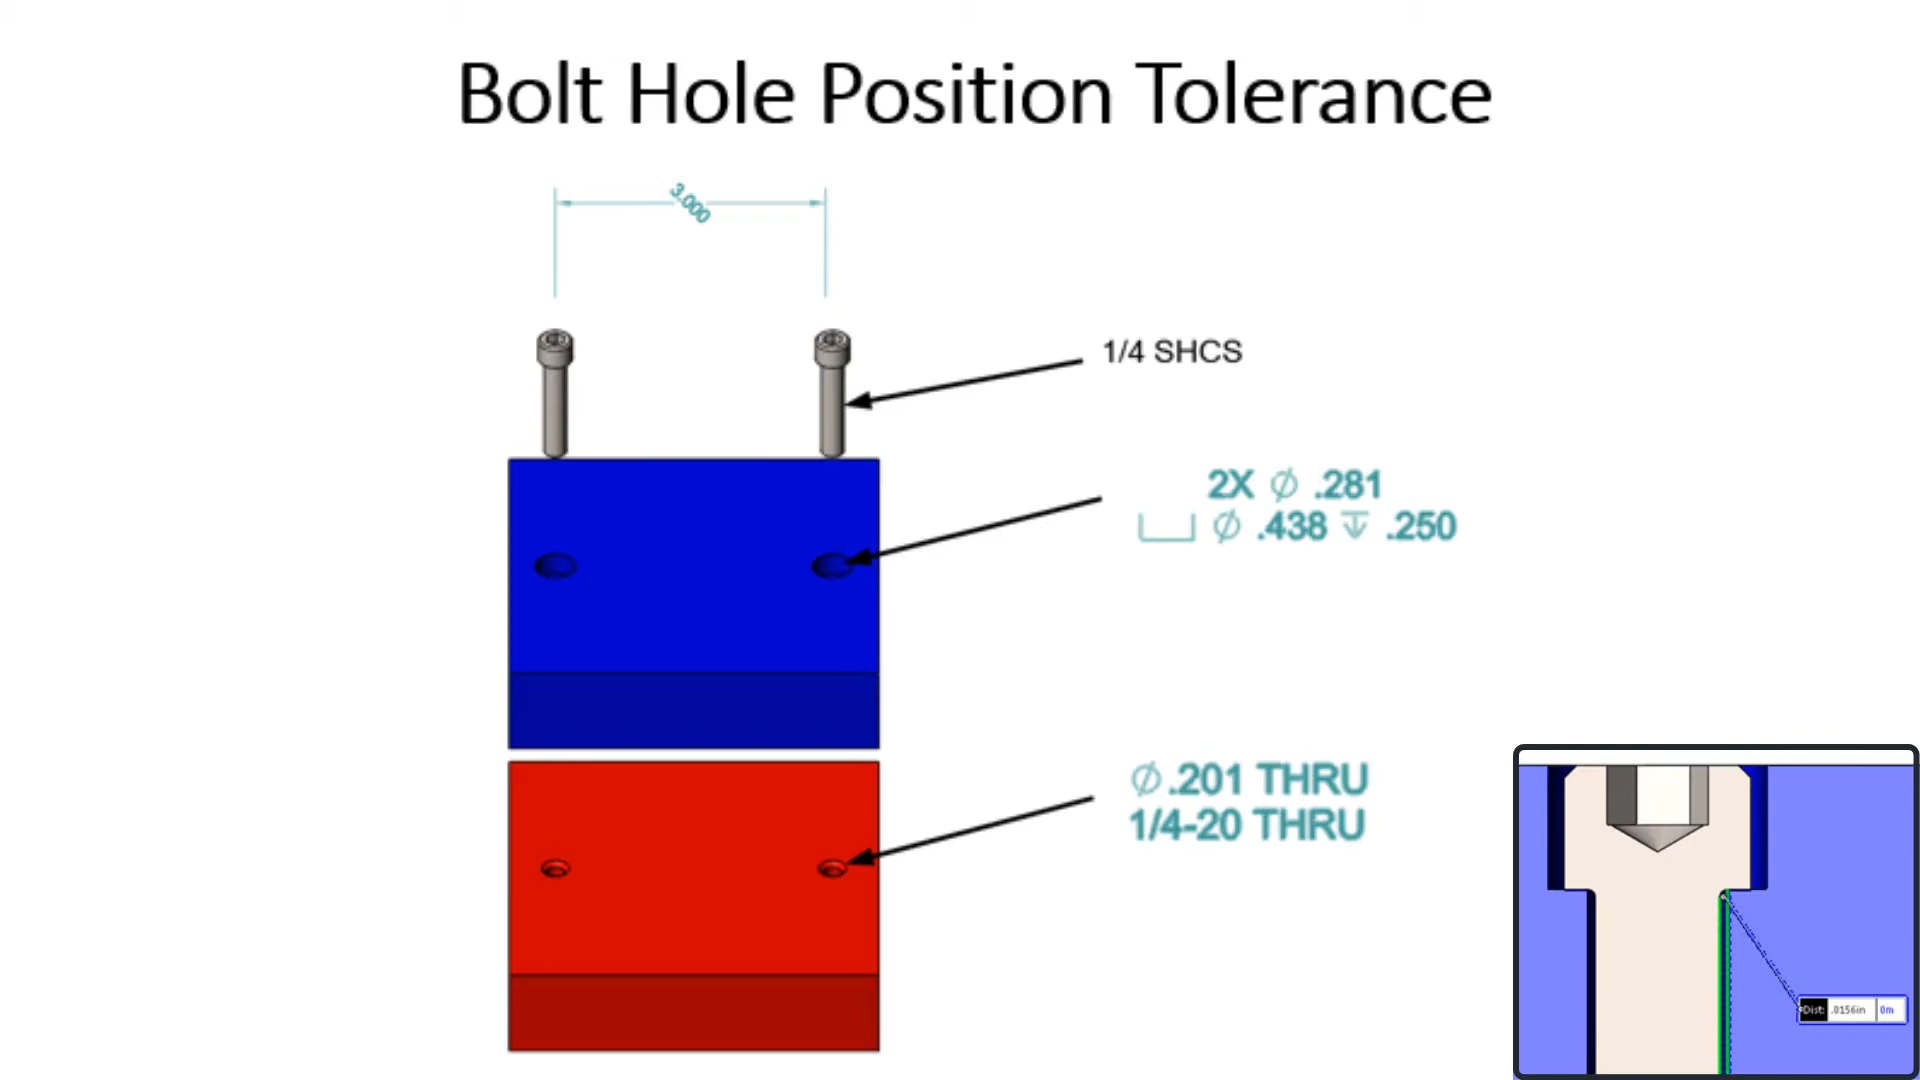 Bolt Hole Position Tolerance
3.000
1/4 SHCS
2X ∅ .281
⌴ ∅ .438 ↧ .250
∅.201 THRU
1/4-20 THRU
Dist: .0156in 0m